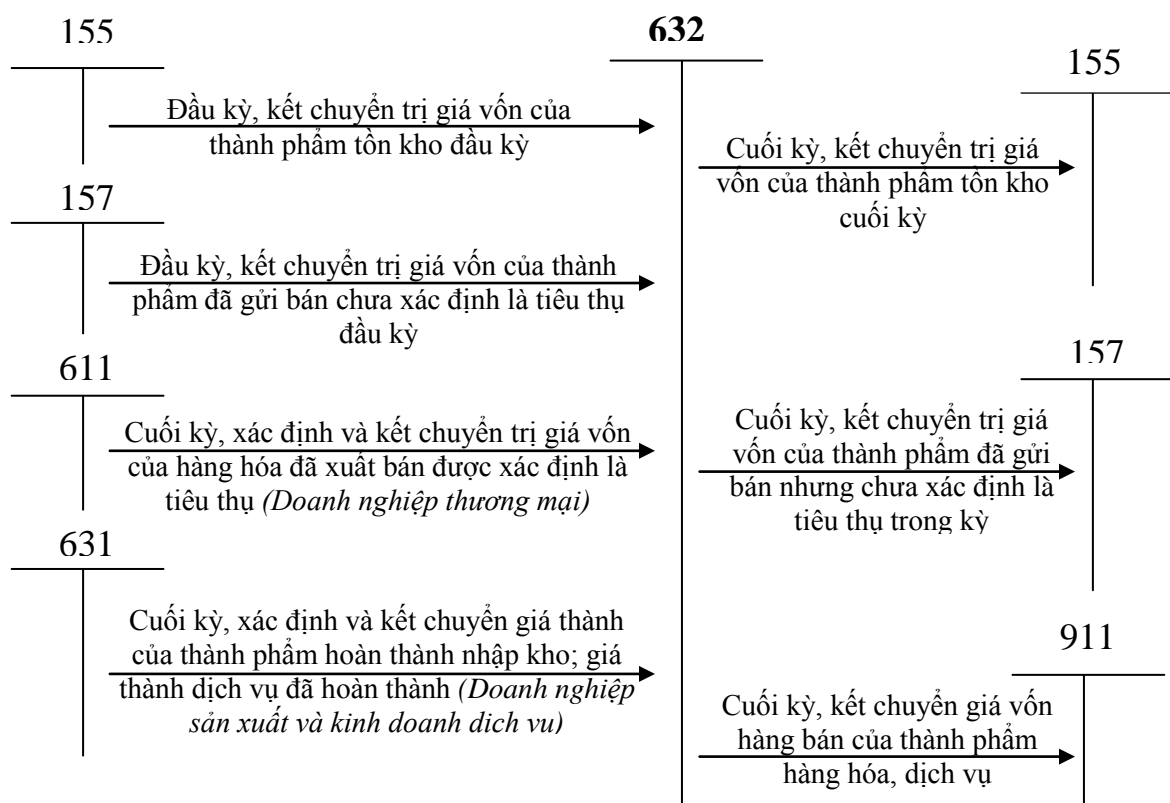 155
Đầu kỳ, kết chuyển trị giá vốn của
thành phẩm tồn kho đầu kỳ
157
Đầu kỳ, kết chuyển trị giá vốn của thành
phẩm đã gửi bán chưa xác định là tiêu thụ
đầu kỳ
611
Cuối kỳ, xác định và kết chuyển trị giá vốn
của hàng hóa đã xuất bán được xác định là
tiêu thụ (Doanh nghiệp thương mại)
631
Cuối kỳ, xác định và kết chuyển giá thành
của thành phẩm hoàn thành nhập kho; giá
thành dịch vụ đã hoàn thành (Doanh nghiệp
sản xuất và kinh doanh dich vu)
632
155
Cuối kỳ, kết chuyển trị giá
vốn của thành phẩm tồn kho
cuối kỳ
157
Cuối kỳ, kết chuyển trị giá
vốn của thành phẩm đã gửi
bán nhưng chưa xác định là
tiêu thụ trong kỳ
911
Cuối kỳ, kết chuyển giá vốn
hàng bán của thành phẩm
hàng hóa, dịch vụ